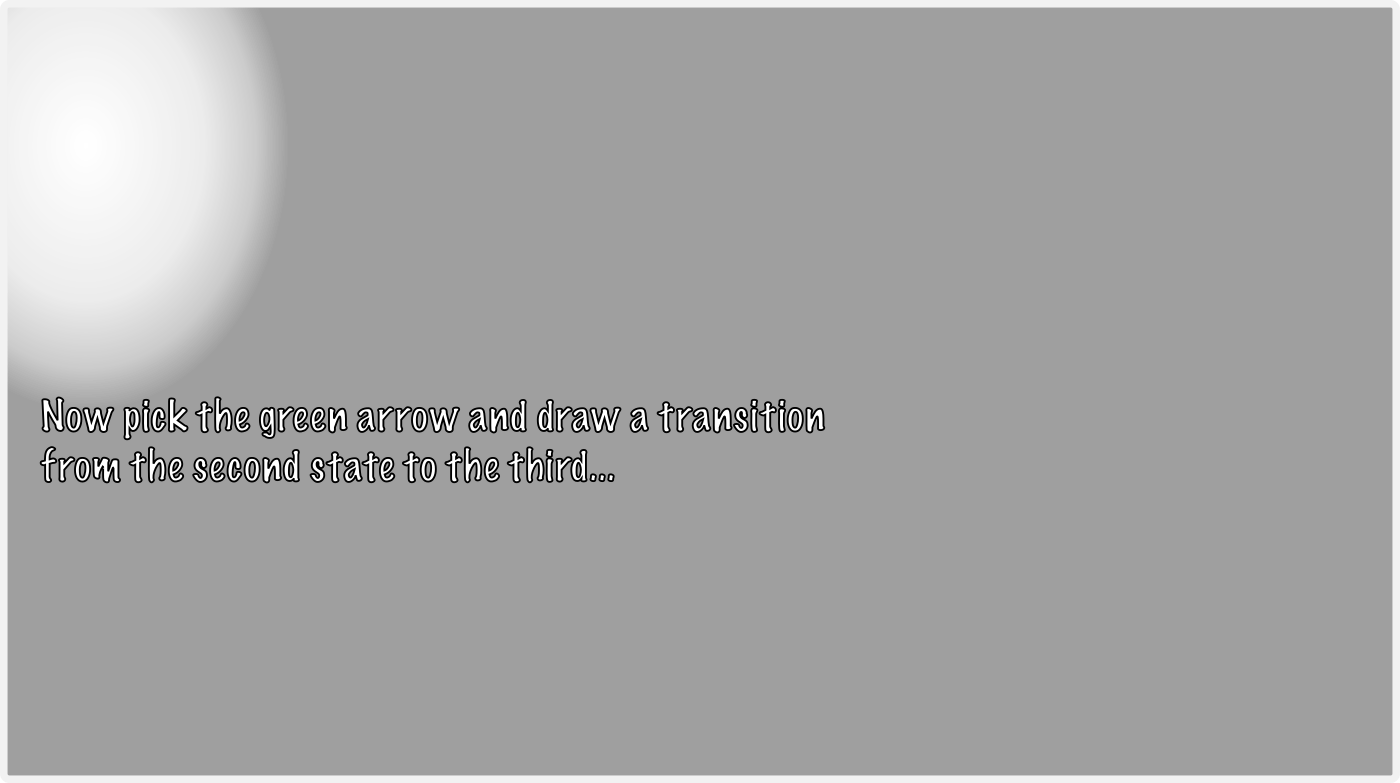 Now pick the green arrow and draw a transition
from the second state to the third...